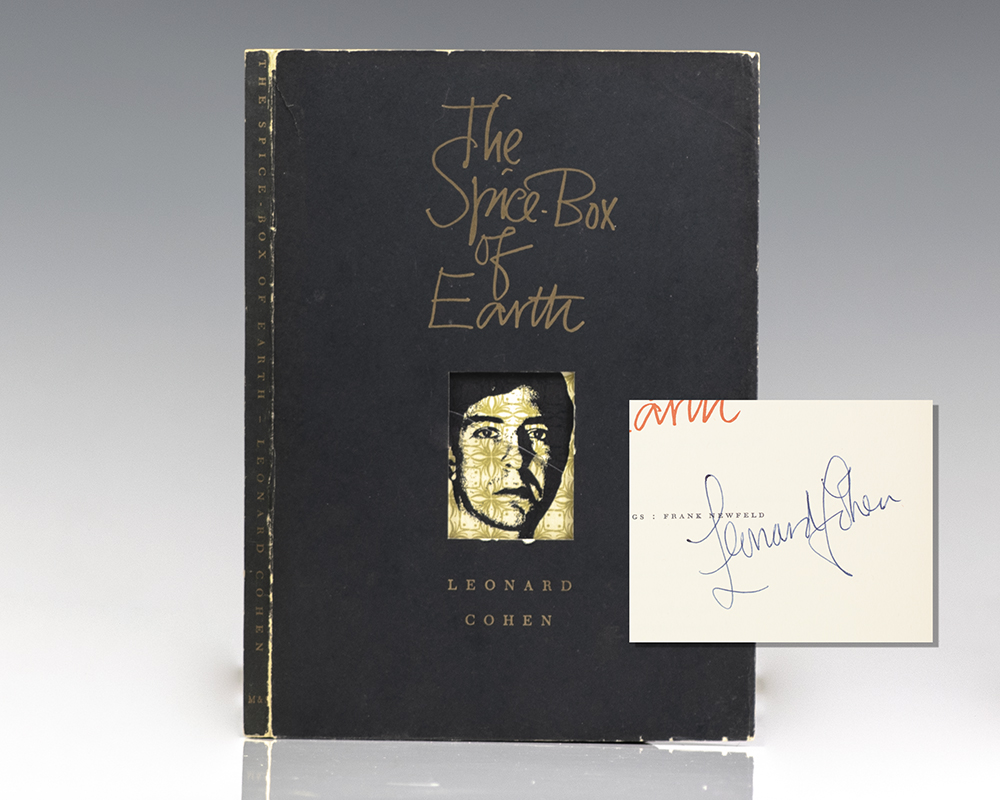 The
Spice-Box
of
Earth
LEONARD
COHEN
THE SPICE-BOX OF EARTH – LEONARD COHEN
M&
arth
GS : FRANK NEWFELD
Leonard Cohen